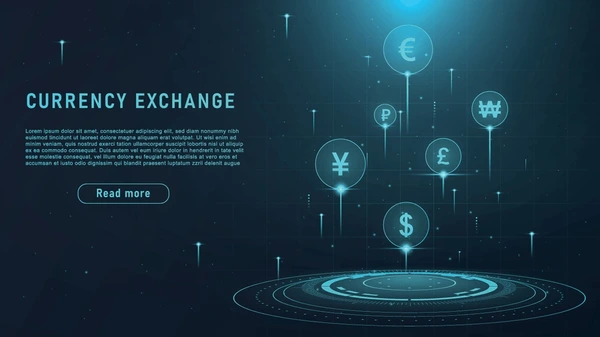 CURRENCY EXCHANGE
Lorem ipsum dolor sit amet, consectetuer adipiscing elit, sed diam nonummy nibh
euismod tincidunt ut laoreet dolore magna aliquam erat volutpat. Ut wisi enim ad
minim veniam, quis nostrud exerci tation ullamcorper suscipit lobortis nisl ut aliquip
ex ea commodo consequat. Duis autem vel eum iriure dolor in hendrerit in vulputate
velit esse molestie consequat, vel illum dolore eu feugiat nulla facilisis at vero eros et
accumsan et iusto odio dignissim qui blandit praesent luptatum
Read more
€
₽
₩
¥
£
$